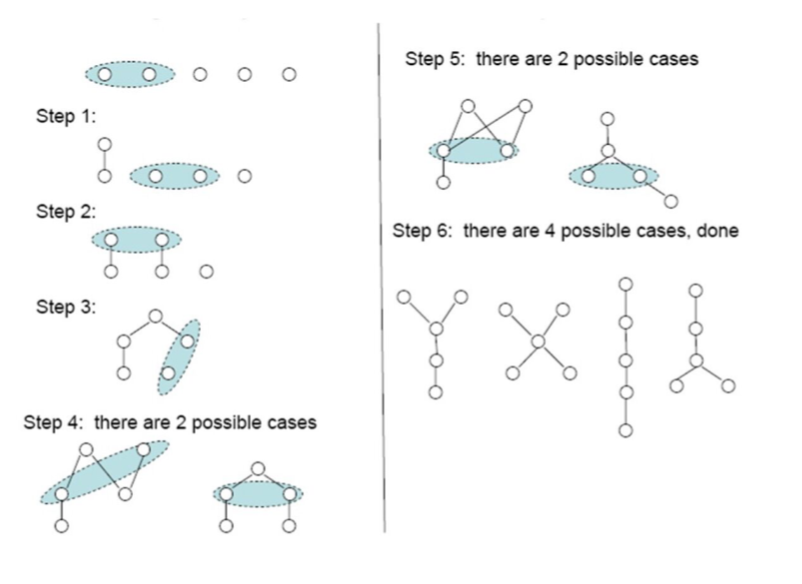 Step 1:
Step 2:
Step 3:
Step 4:  there are 2 possible cases
Step 5:  there are 2 possible cases
Step 6:  there are 4 possible cases, done